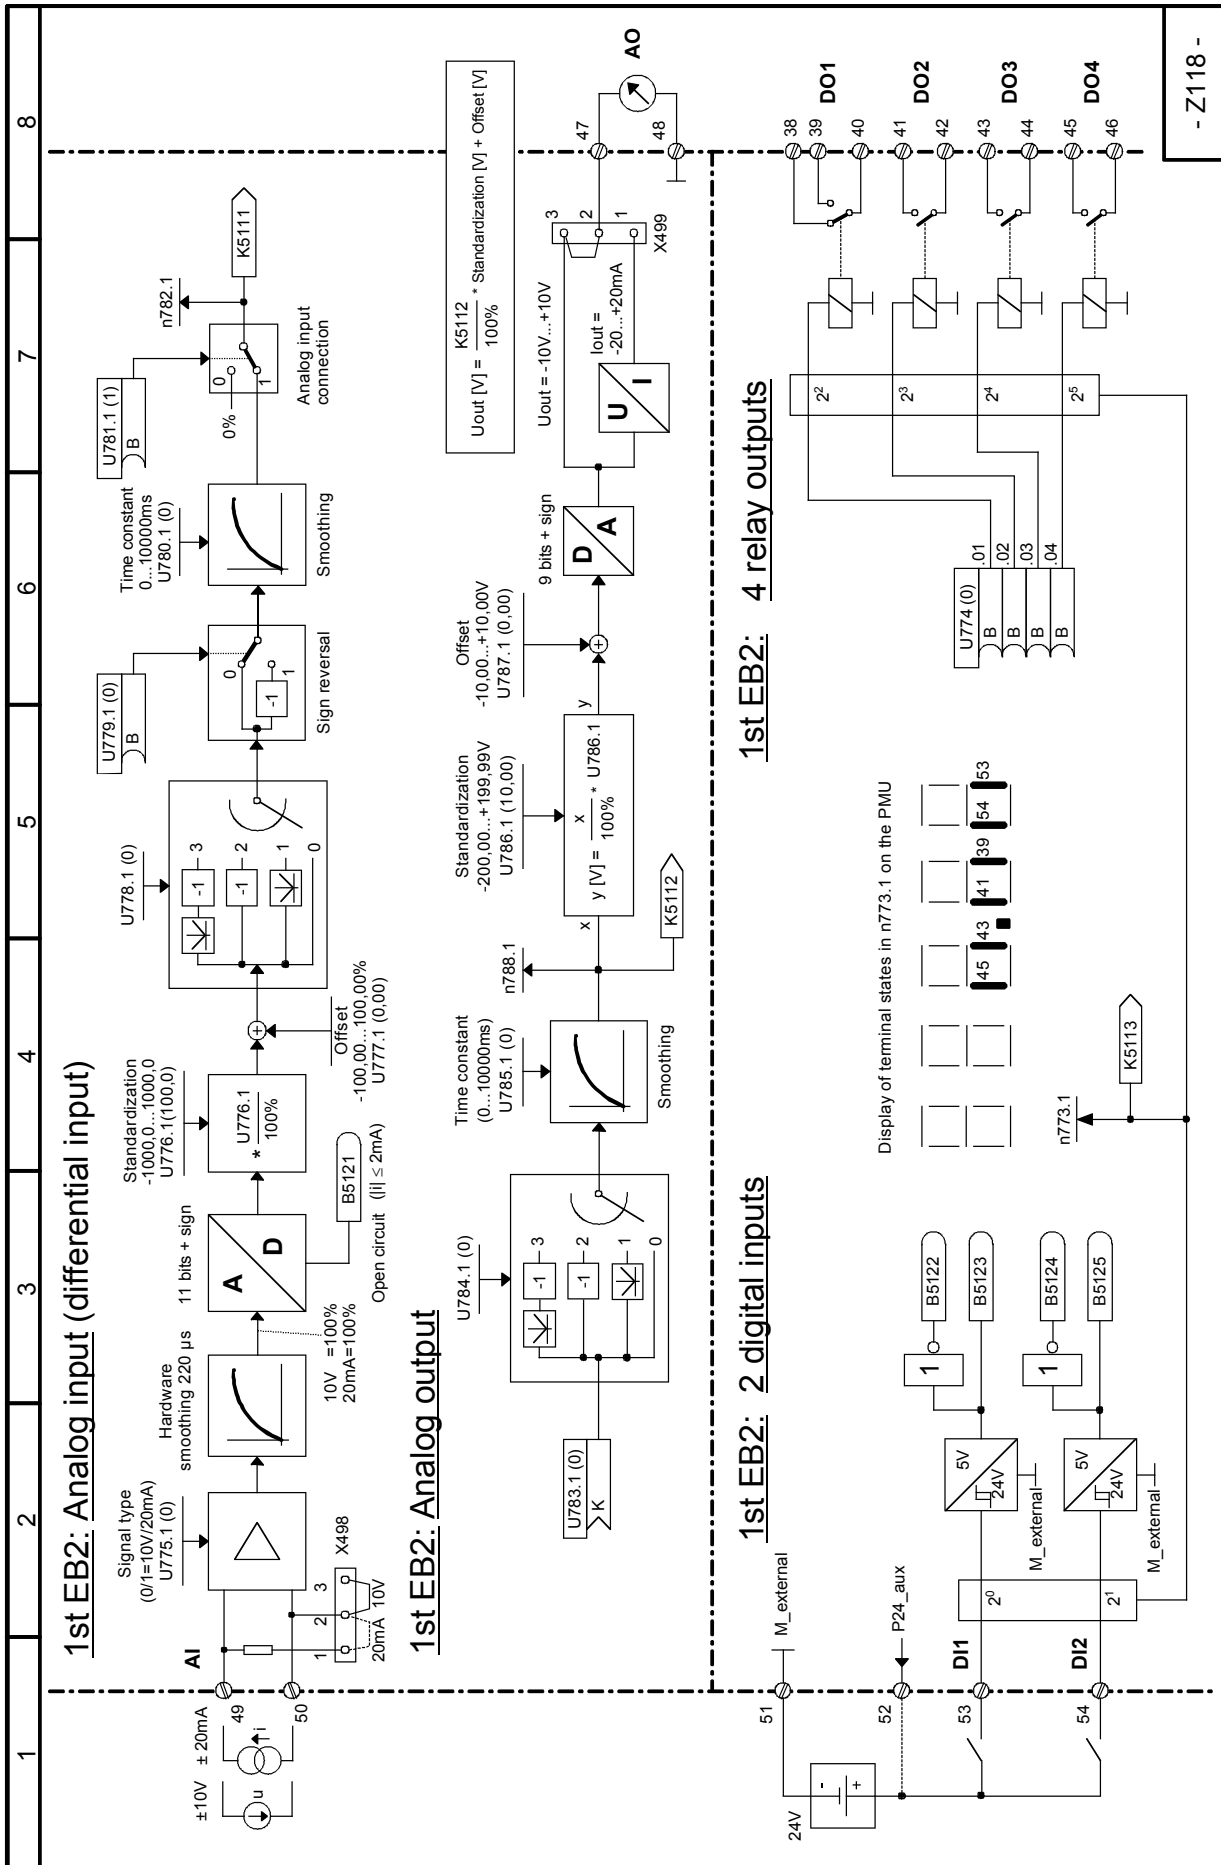 1
2
3
4
5
6
7
8
1st EB2: Analog input (differential input)
±10V
± 20mA
u
i
49
50
AI
Signal type
(0/1=10V/20mA)
U775.1 (0)
1
2
3
X498
20mA
10V
Hardware
smoothing 220 µs
10V =100%
20mA=100%
11 bits + sign
A
D
B5121
Open circuit (|i| ≤ 2mA)
Standardization
-1000,0...1000,0
U776.1(100,0)
* U776.1
100%
Offset
-100,00...100,00%
U777.1 (0,00)
U778.1 (0)
-1
3
-1
2
1
0
U779.1 (0)
B
0
-1
1
Sign reversal
Time constant
0...10000ms
U780.1 (0)
Smoothing
U781.1 (1)
B
0%
0
1
Analog input
connection
n782.1
K5111
1st EB2: Analog output
U783.1 (0)
K
U784.1 (0)
-1
3
-1
2
1
0
Time constant
(0...10000ms)
U785.1 (0)
Smoothing
n788.1
K5112
x
Standardization
-200,00...+199,99V
U786.1 (10,00)
y [V] = x
100%
* U786.1
y
Offset
-10,00...+10,00V
U787.1 (0,00)
9 bits + sign
D
A
Uout = -10V...+10V
U
I
Iout =
-20...+20mA
3
2
1
X499
Uout [V] = K5112
100%
* Standardization [V] + Offset [V]
47
48
AO
1st EB2: 2 digital inputs
24V
-
+
51
M_external
52
P24_aux
53
DI1
54
DI2
2⁰
2¹
5V
24V
M_external
5V
24V
M_external
1
B5122
B5123
1
B5124
B5125
n773.1
K5113
Display of terminal states in n773.1 on the PMU
45
43
41
39
54
53
1st EB2: 4 relay outputs
U774 (0)
B
.01
B
.02
B
.03
B
.04
2²
2³
2⁴
2⁵
38
39
40
DO1
41
42
DO2
43
44
DO3
45
46
DO4
- Z118 -